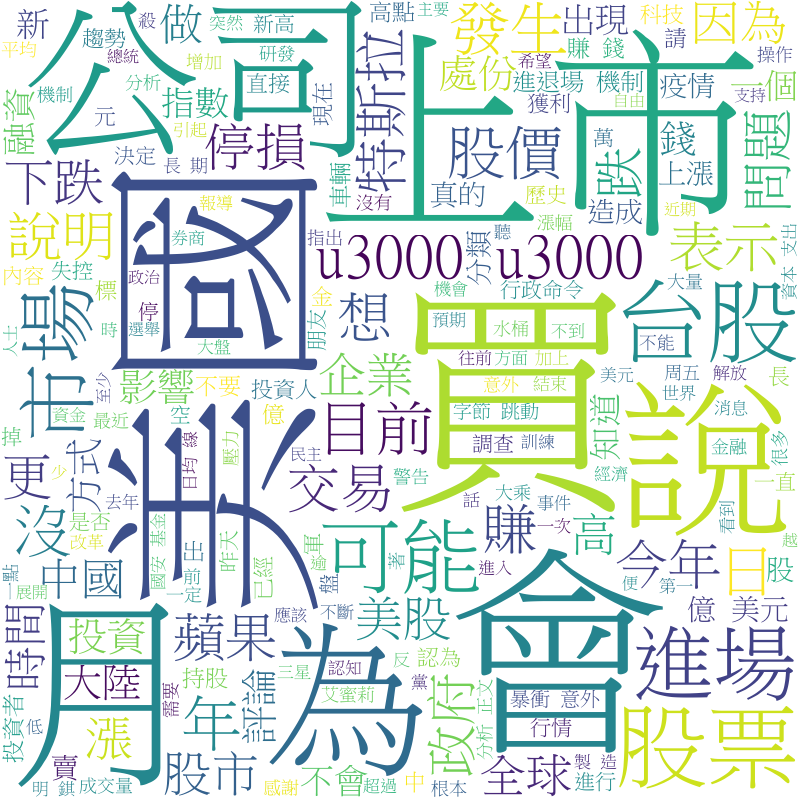 新
公司
做
發生
出現
因為
平均
殺
突然
新高
高點
主要
科技
請
總統
趨勢
增加
研發
賺 錢
希望
操作
處份
進退場 機制
疫情
一個
機制
分析
指數
直接
現在
獲利
自由
支持
融資
元
引起
特斯拉
股價
萬
錢
上市
跌
問題
停損
決定
長 期
車輛
真的
上漲
下跌
報導
沒有
歷史
造成
漲幅
近期
說明
券商
指出
聽
分類
u3000
u3000
表示
支出
資本
內容
失控
政治
金
機會
行政命令
大量
國
標
停
市場
人士
時
選舉
朋友
想
預期
水桶
不到
台股
不能
大盤
往前
方面
加上
美元
周五
解放
長
買
影響
不要
投資人
企業
意外
結束
世界
至少
資金
最近
空
億
目前
字節 跳動
知道
消息
說
掉
更
方式
日均 線
壓力
交易
調查
訓練
金融
很多
少
去年
美
民主
警告
經濟
沒
是否
可能
話
大乘
事件
一直
改革
國安 基金
昨天
賺
高
一次
看到
中國
出
前
軍
逾
著
今年
日
股
一點
展開
一定
已經
盤
進入
會
便
第一
越
時間
月
投資
蘋果
應該
不斷
美股
億
美元
大陸
持股
三星
認知
反
認為
進場
投資者
需要
年
評論
為
艾蜜莉
黨
政府
正文
分析
暴衝 意外
低
漲
行情
股票
賣
股市
不會
全球
製 造
明
錤
成交量
感謝
超過
中
根本
進行